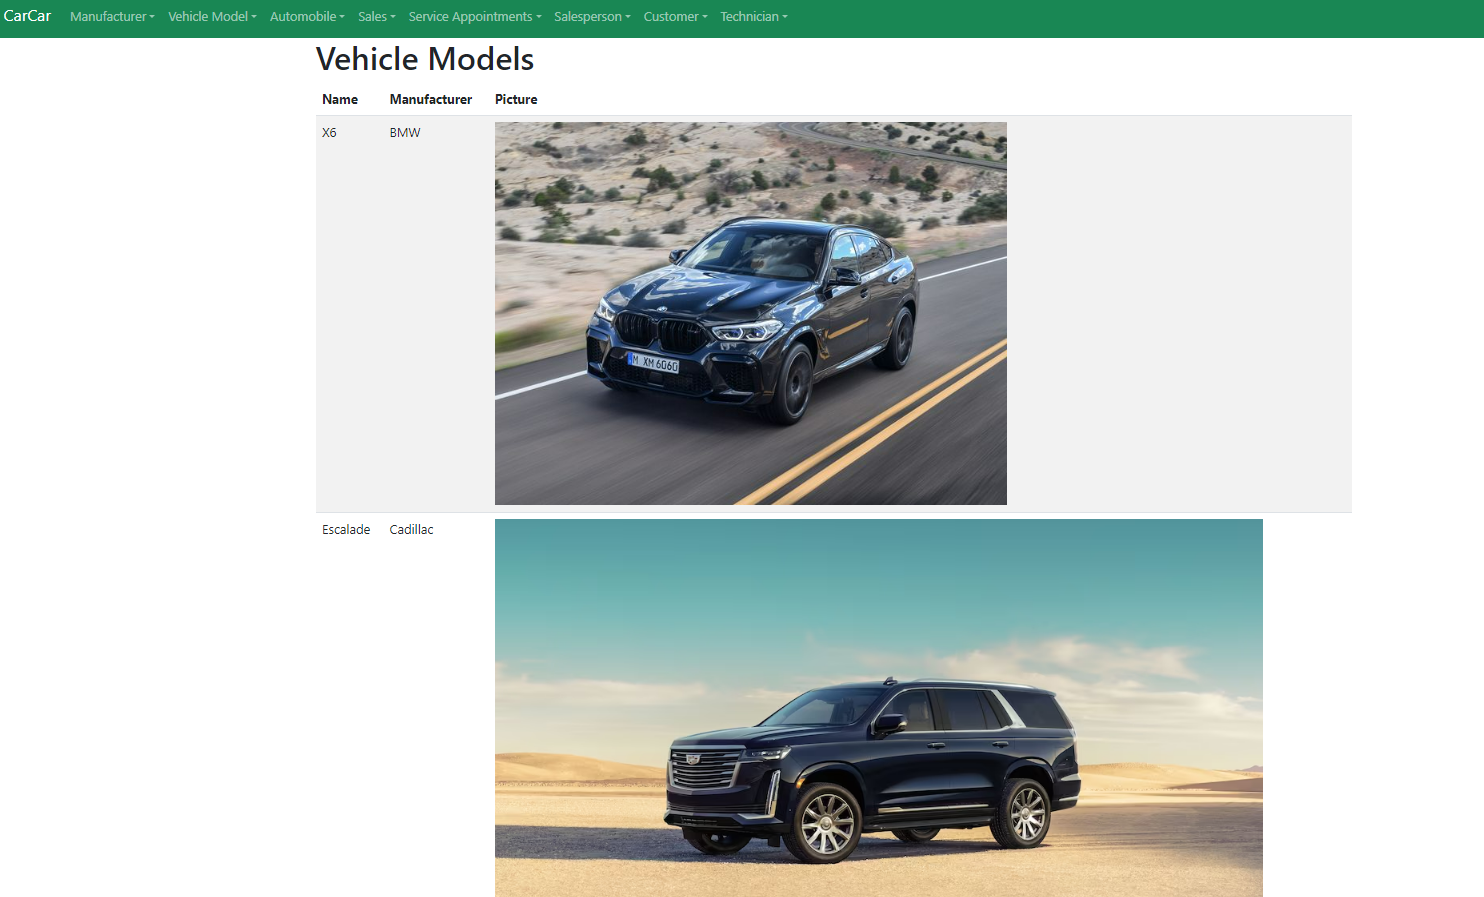 CarCar Manufacturer Vehicle Model Automobile Sales Service Appointments Salesperson Customer Technician
Vehicle Models
Name Manufacturer Picture
X6 BMW
M XM 6060
Escalade Cadillac